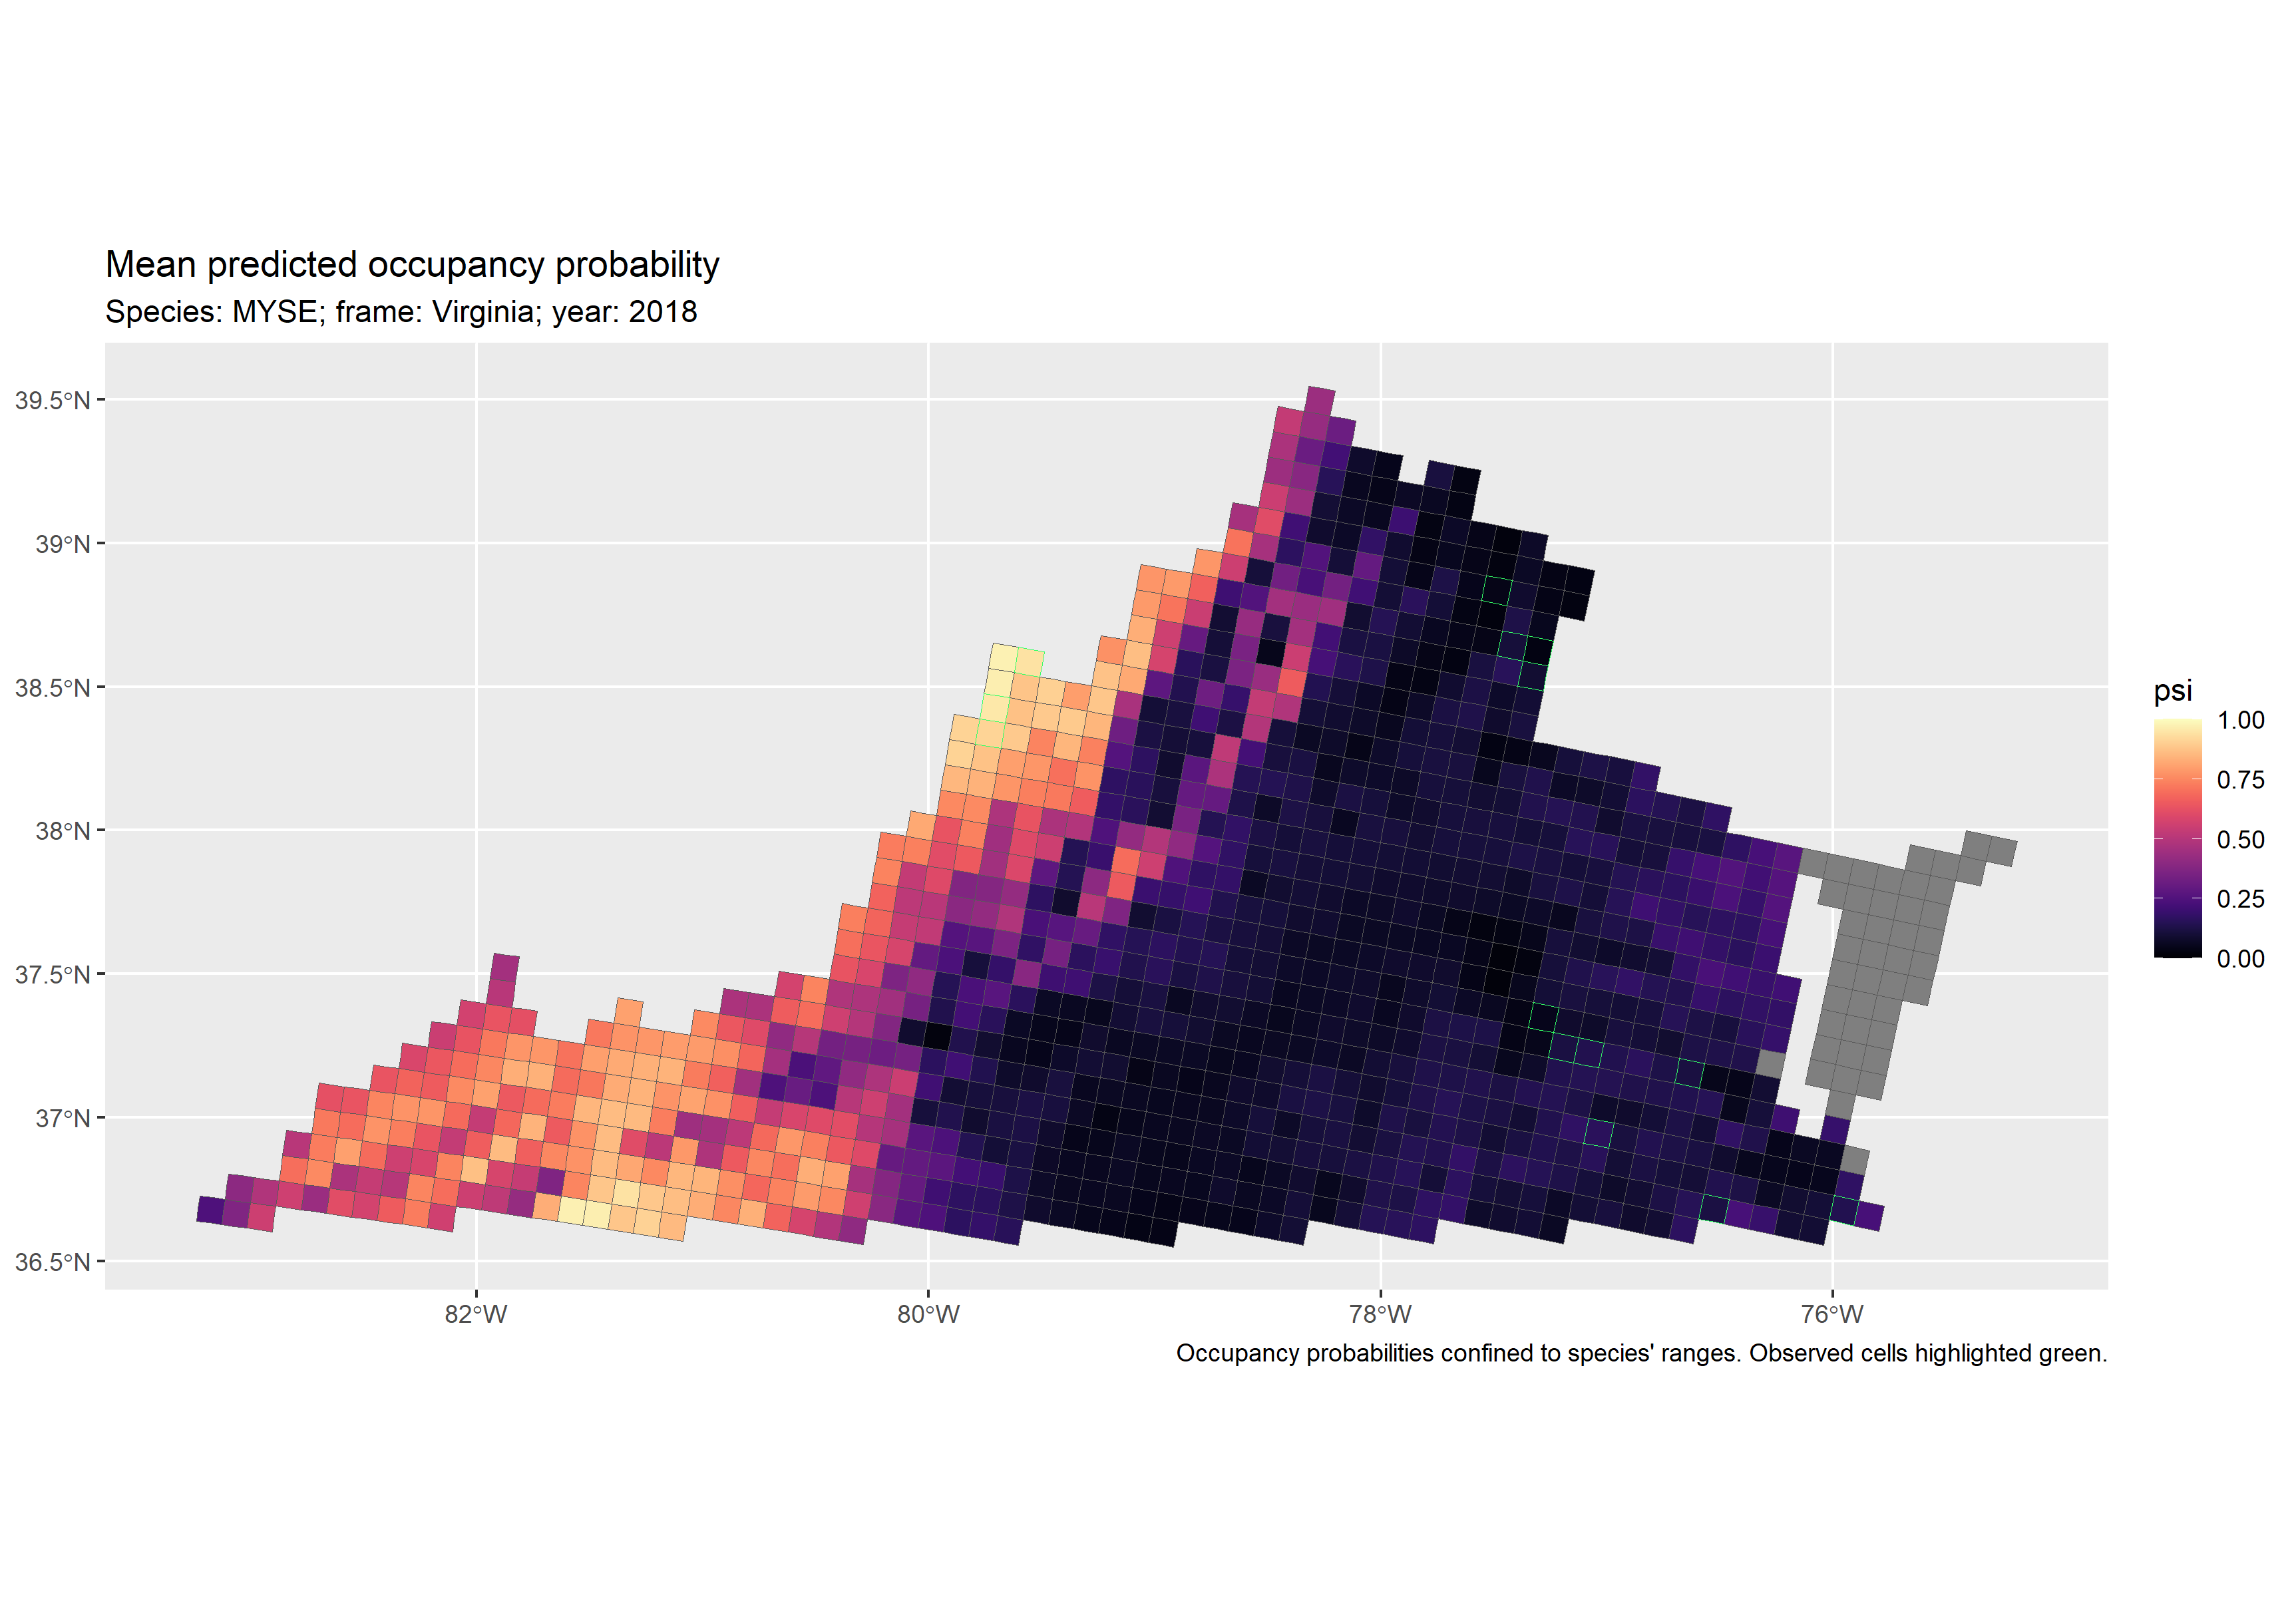 Mean predicted occupancy probability
Species: MYSE; frame: Virginia; year: 2018
39.5°N
39°N
38.5°N
38°N
37.5°N
37°N
36.5°N
82°W
80°W
78°W
76°W
psi
1.00
0.75
0.50
0.25
0.00
Occupancy probabilities confined to species' ranges. Observed cells highlighted green.